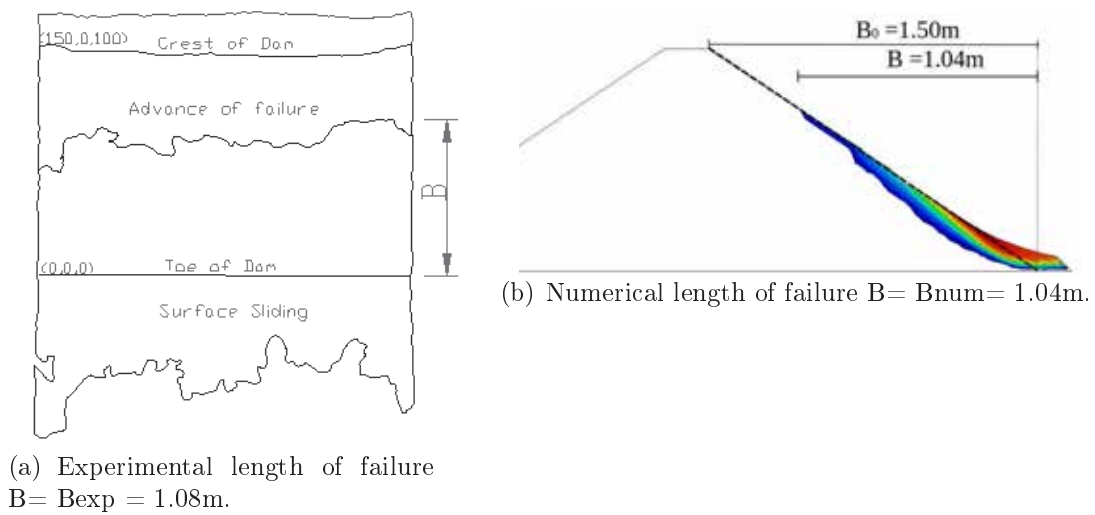 (150,0,100)
Crest of Dam
Advance of failure
B
(0,0,0)
Toe of Dam
Surface Sliding
(a) Experimental length of failure
B= Bexp = 1.08m.
B₀ =1.50m
B =1.04m
(b) Numerical length of failure B= Bnum= 1.04m.